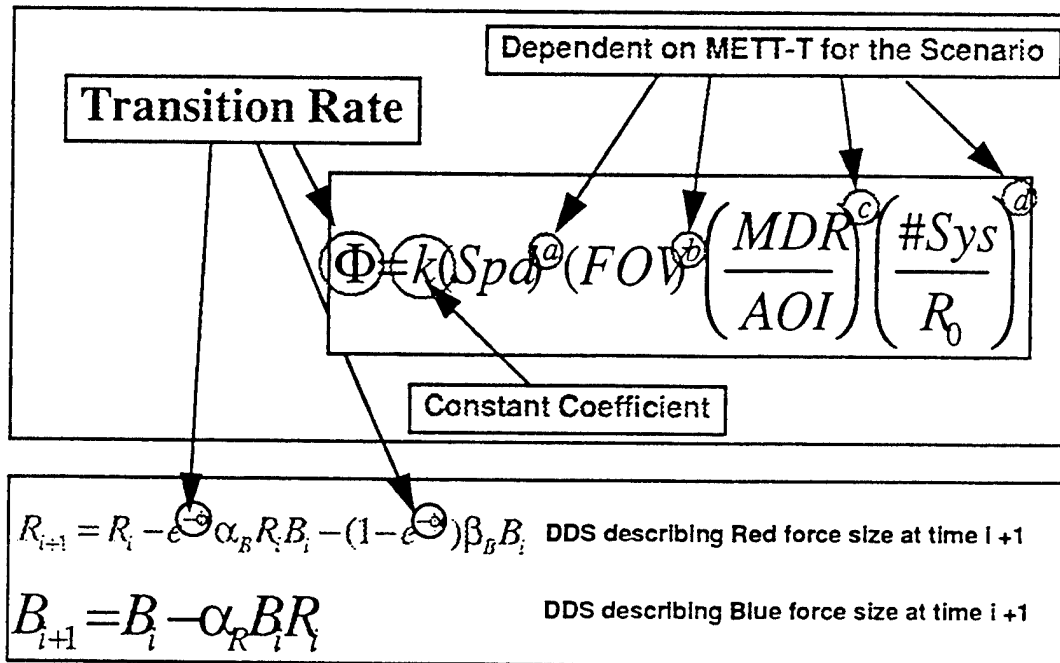 Dependent on METT-T for the Scenario
Transition Rate
Φ=k(Spd)^a(FOV)^b(MDR/AOI)^c(#Sys/R_0)^d
Constant Coefficient
R_{i+1} = R_i − e^{−Φ}α_B R_i B_i − (1−e^{−Φ})β_B B_i DDS describing Red force size at time i +1
B_{i+1} = B_i − α_R B_i R_i DDS describing Blue force size at time i +1